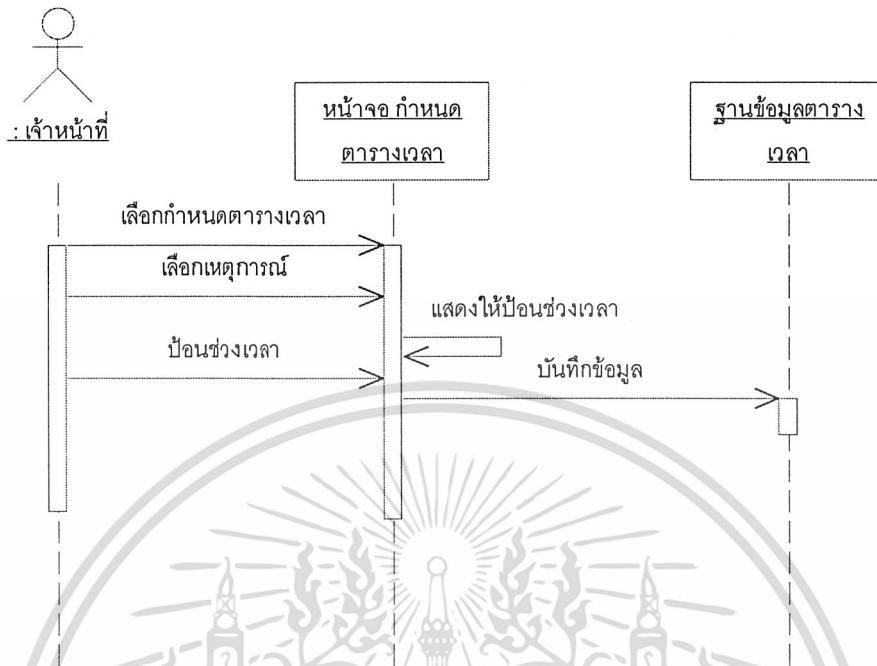 : เจ้าหน้าที่
หน้าจอ กำหนด
ตารางเวลา
ฐานข้อมูลตาราง
เวลา
เลือกกำหนดตารางเวลา
เลือกเหตุการณ์
แสดงให้ป้อนช่วงเวลา
ป้อนช่วงเวลา
บันทึกข้อมูล